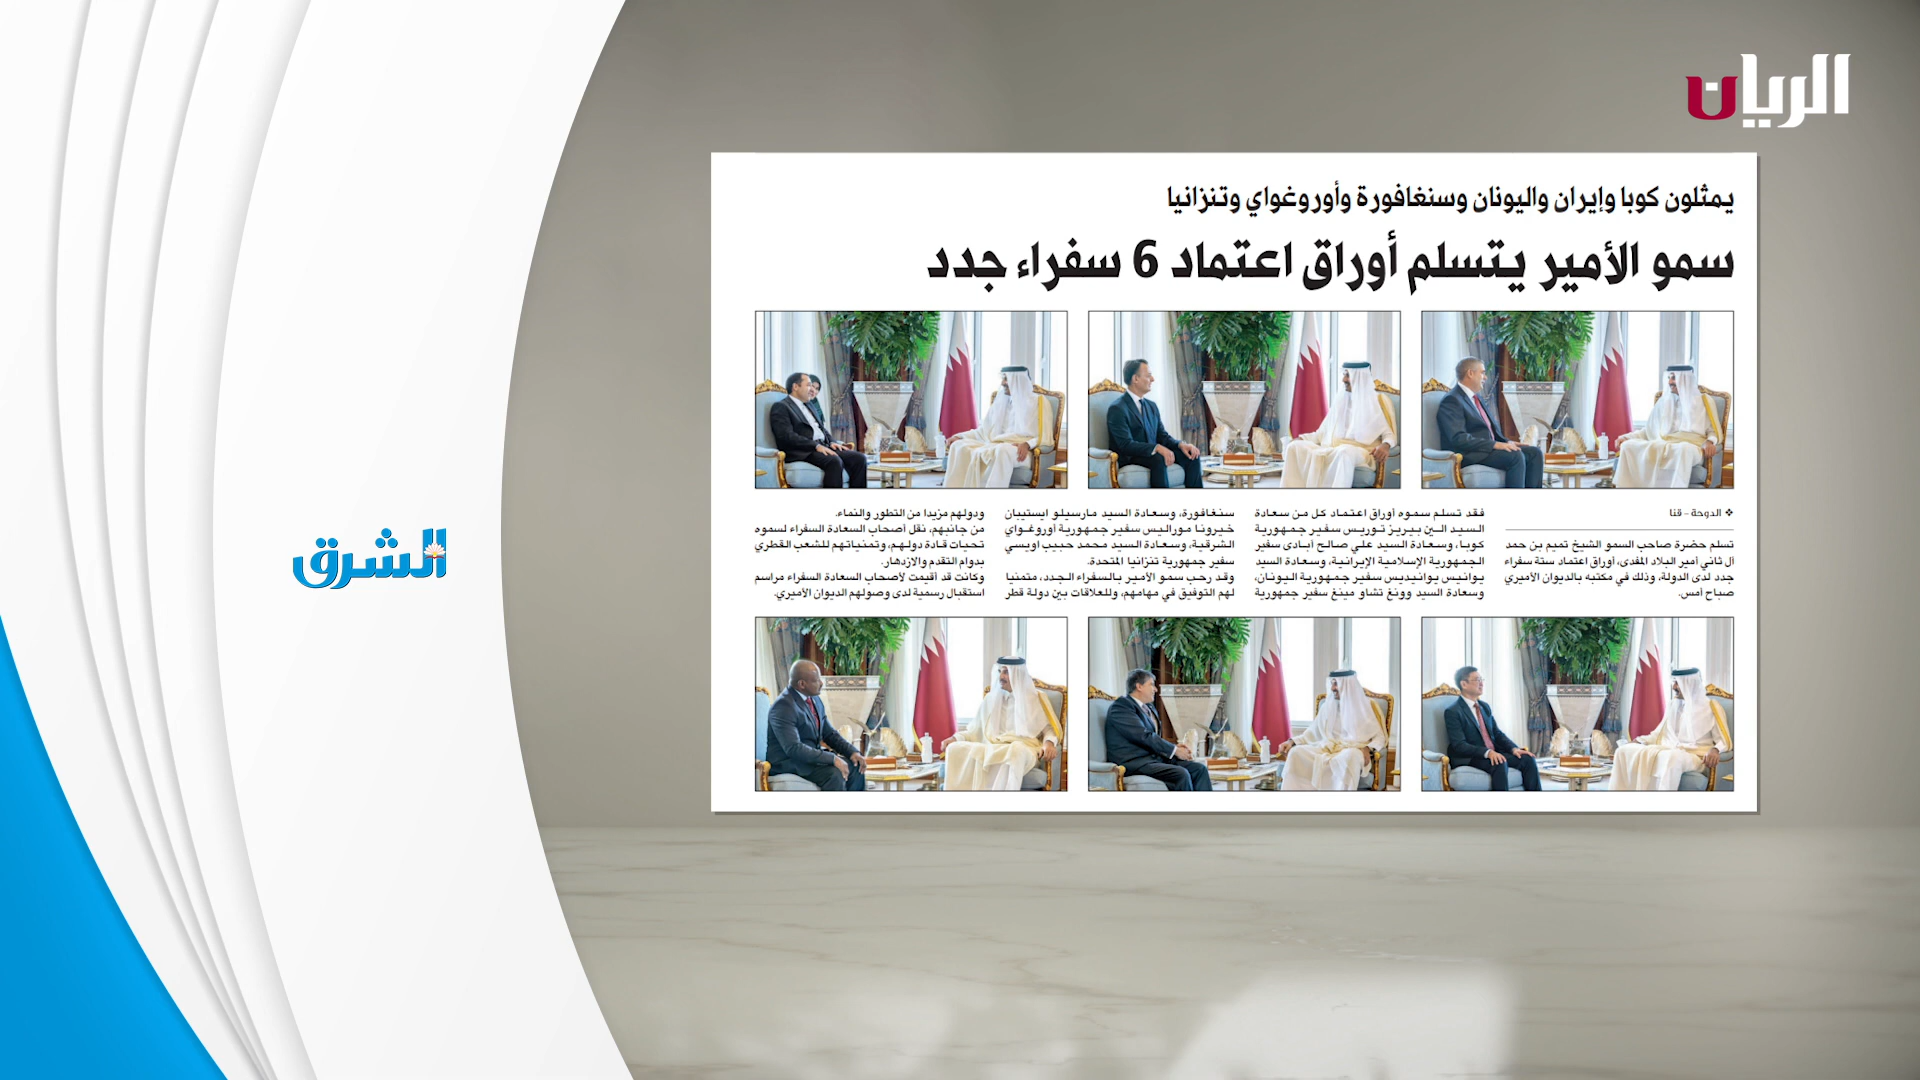 الريان
يمثلون كوبا وإيران واليونان وسنغافورة وأوروغواي وتنزانيا
سمو الأمير يتسلم أوراق اعتماد 6 سفراء جدد
❖ الدوحة - قنا
تسلم حضرة صاحب السمو الشيخ تميم بن حمد
آل ثاني أمير البلاد المفدى، أوراق اعتماد ستة سفراء
جدد لدى الدولة، وذلك في مكتبه بالديوان الأميري
صباح أمس.
فقد تسلم سموه أوراق اعتماد كل من سعادة
السيد الين بيريز توريس سفير جمهورية
كوبا، وسعادة السيد علي صالح آبادى سفير
الجمهورية الإسلامية الإيرانية، وسعادة السيد
يوانيس يوانيديس سفير جمهورية اليونان،
وسعادة السيد وونغ تشاو مينغ سفير جمهورية
سنغافورة، وسعادة السيد مارسيلو ايستيبان
خيرونا موراليس سفير جمهورية أوروغواي
الشرقية، وسعادة السيد محمد حبيب اويسي
سفير جمهورية تنزانيا المتحدة.
وقد رحب سمو الأمير بالسفراء الجدد، متمنيا
لهم التوفيق في مهامهم، وللعلاقات بين دولة قطر
ودولهم مزيدا من التطور والنماء.
من جانبهم، نقل أصحاب السعادة السفراء لسموه
تحيات قادة دولهم، وتمنياتهم للشعب القطري
بدوام التقدم والازدهار.
وكانت قد أقيمت لأصحاب السعادة السفراء مراسم
استقبال رسمية لدى وصولهم الديوان الأميري.
الشرق